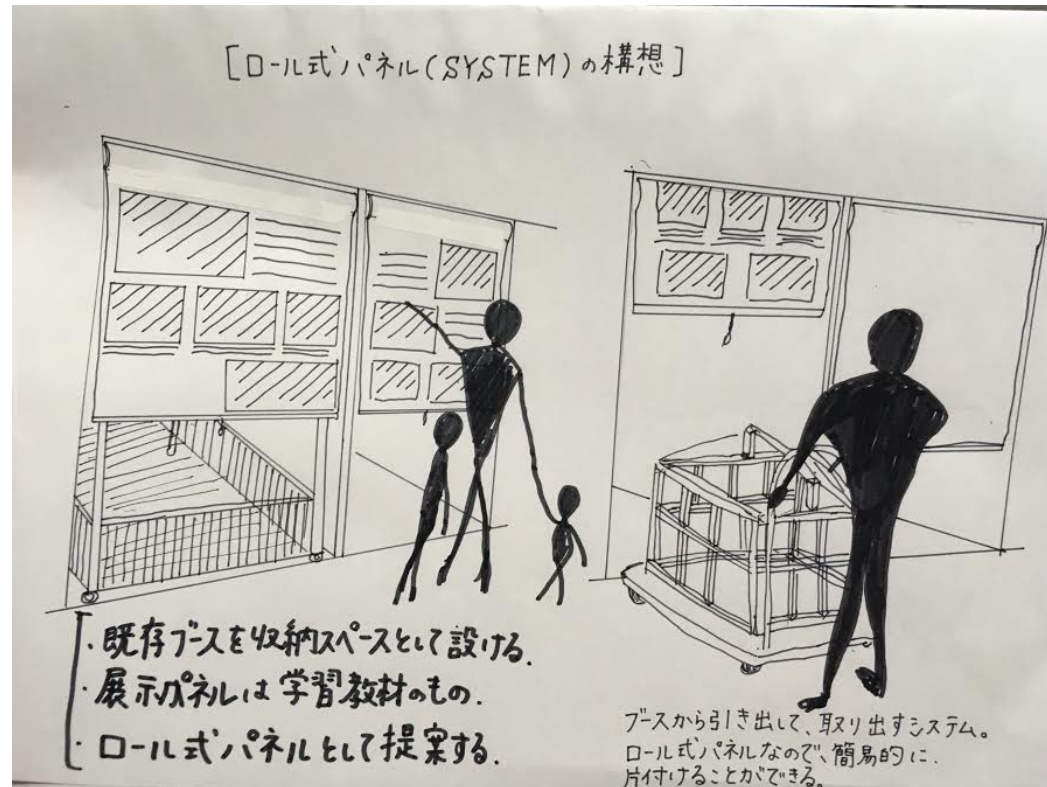 [ロール式パネル(SYSTEM)の構想]
・既存ブースを収納スペースとして設ける.
・展示パネルは学習教材のもの.
・ロール式パネルとして提案する.
ブースから引き出して、取り出すシステム。
ロール式パネルなので、簡易的に.
片付けることができる。